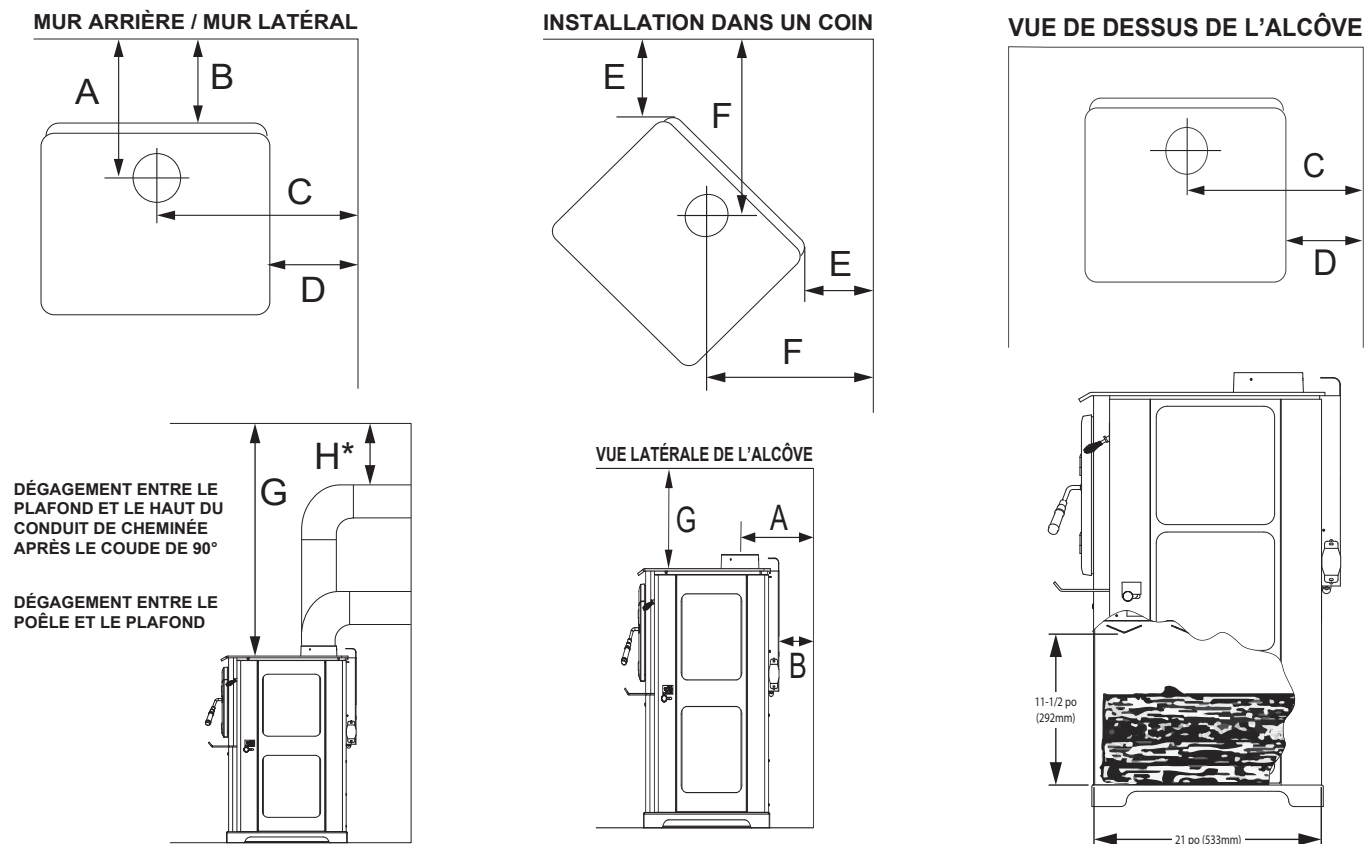 MUR ARRIÈRE / MUR LATÉRAL
A
B
C
D
INSTALLATION DANS UN COIN
E
F
E
F
VUE DE DESSUS DE L'ALCÔVE
C
D
H*
G
DÉGAGEMENT ENTRE LE
PLAFOND ET LE HAUT DU
CONDUIT DE CHEMINÉE
APRÈS LE COUDE DE 90°
DÉGAGEMENT ENTRE LE
POÊLE ET LE PLAFOND
VUE LATÉRALE DE L'ALCÔVE
G
A
B
11-1/2 po
(292mm)
21 po (533mm)